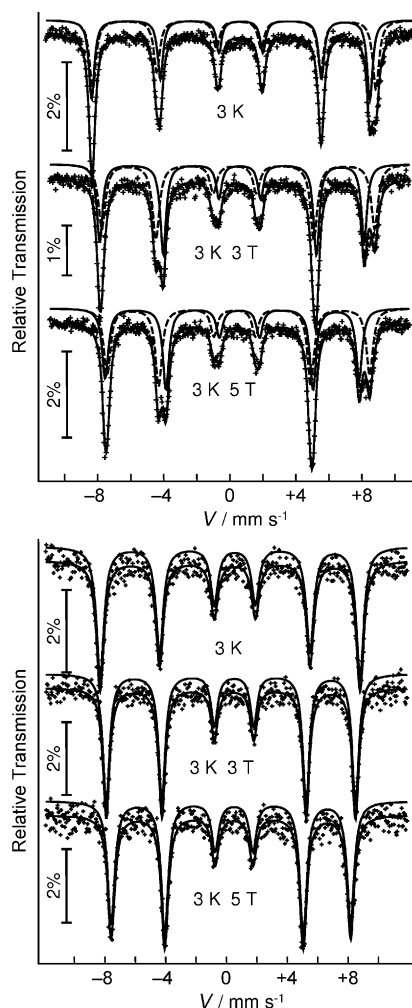 Relative Transmission
2%
3 K
1%
3 K 3 T
2%
3 K 5 T
−8 −4 0 +4 +8
V / mm s-1
Relative Transmission
2%
3 K
2%
3 K 3 T
2%
3 K 5 T
−8 −4 0 +4 +8
V / mm s-1